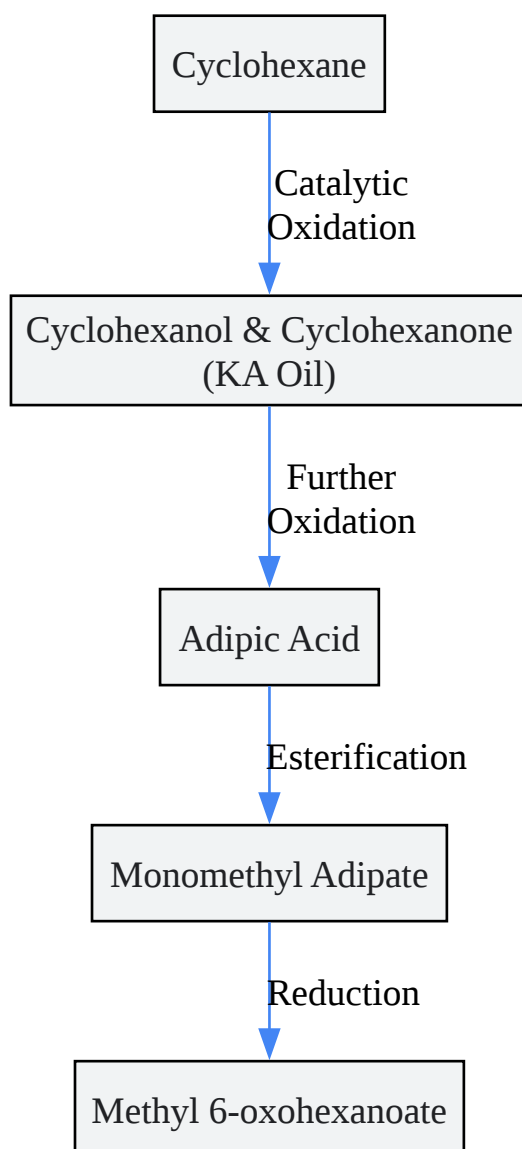 Cyclohexane
Catalytic
Oxidation
Cyclohexanol & Cyclohexanone
(KA Oil)
Further
Oxidation
Adipic Acid
Esterification
Monomethyl Adipate
Reduction
Methyl 6-oxohexanoate